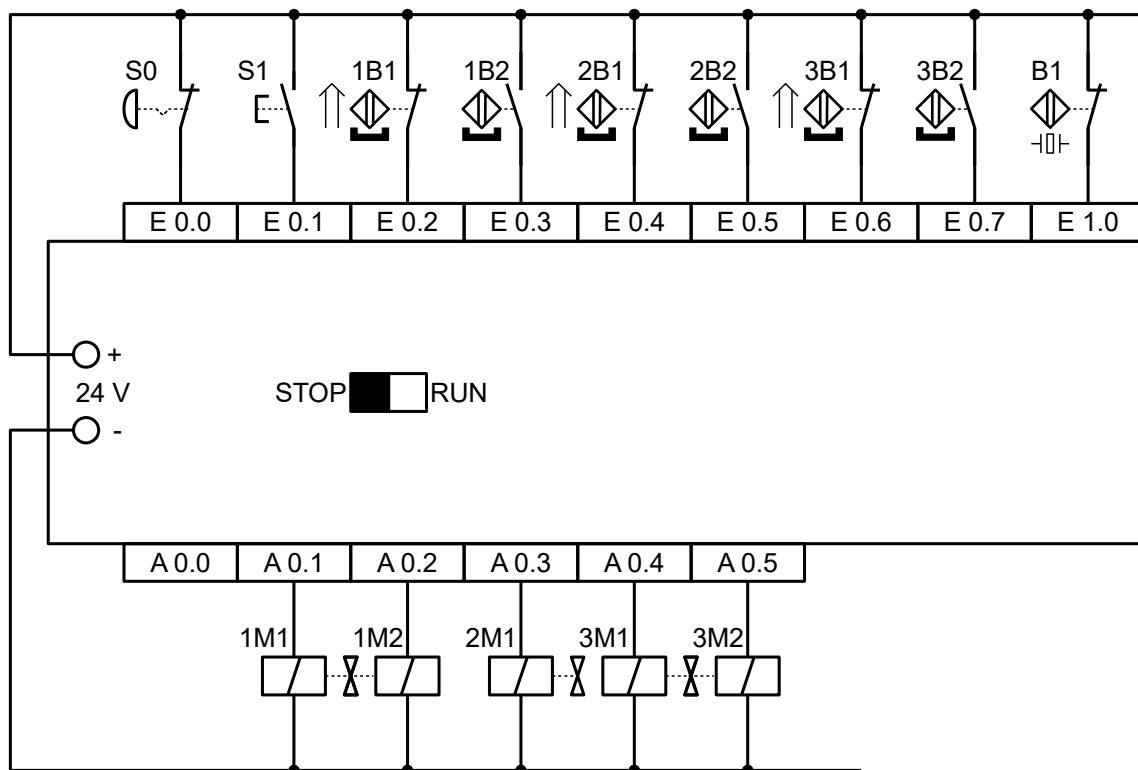 S0 S1 1B1 1B2 2B1 2B2 3B1 3B2 B1
E 0.0 E 0.1 E 0.2 E 0.3 E 0.4 E 0.5 E 0.6 E 0.7 E 1.0
+
24 V
-
STOP RUN
A 0.0 A 0.1 A 0.2 A 0.3 A 0.4 A 0.5
1M1 1M2 2M1 3M1 3M2